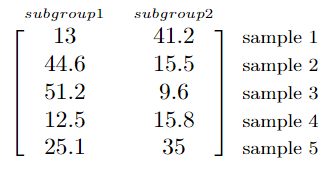 subgroup1 subgroup2
13 41.2 sample 1
44.6 15.5 sample 2
51.2 9.6 sample 3
12.5 15.8 sample 4
25.1 35 sample 5